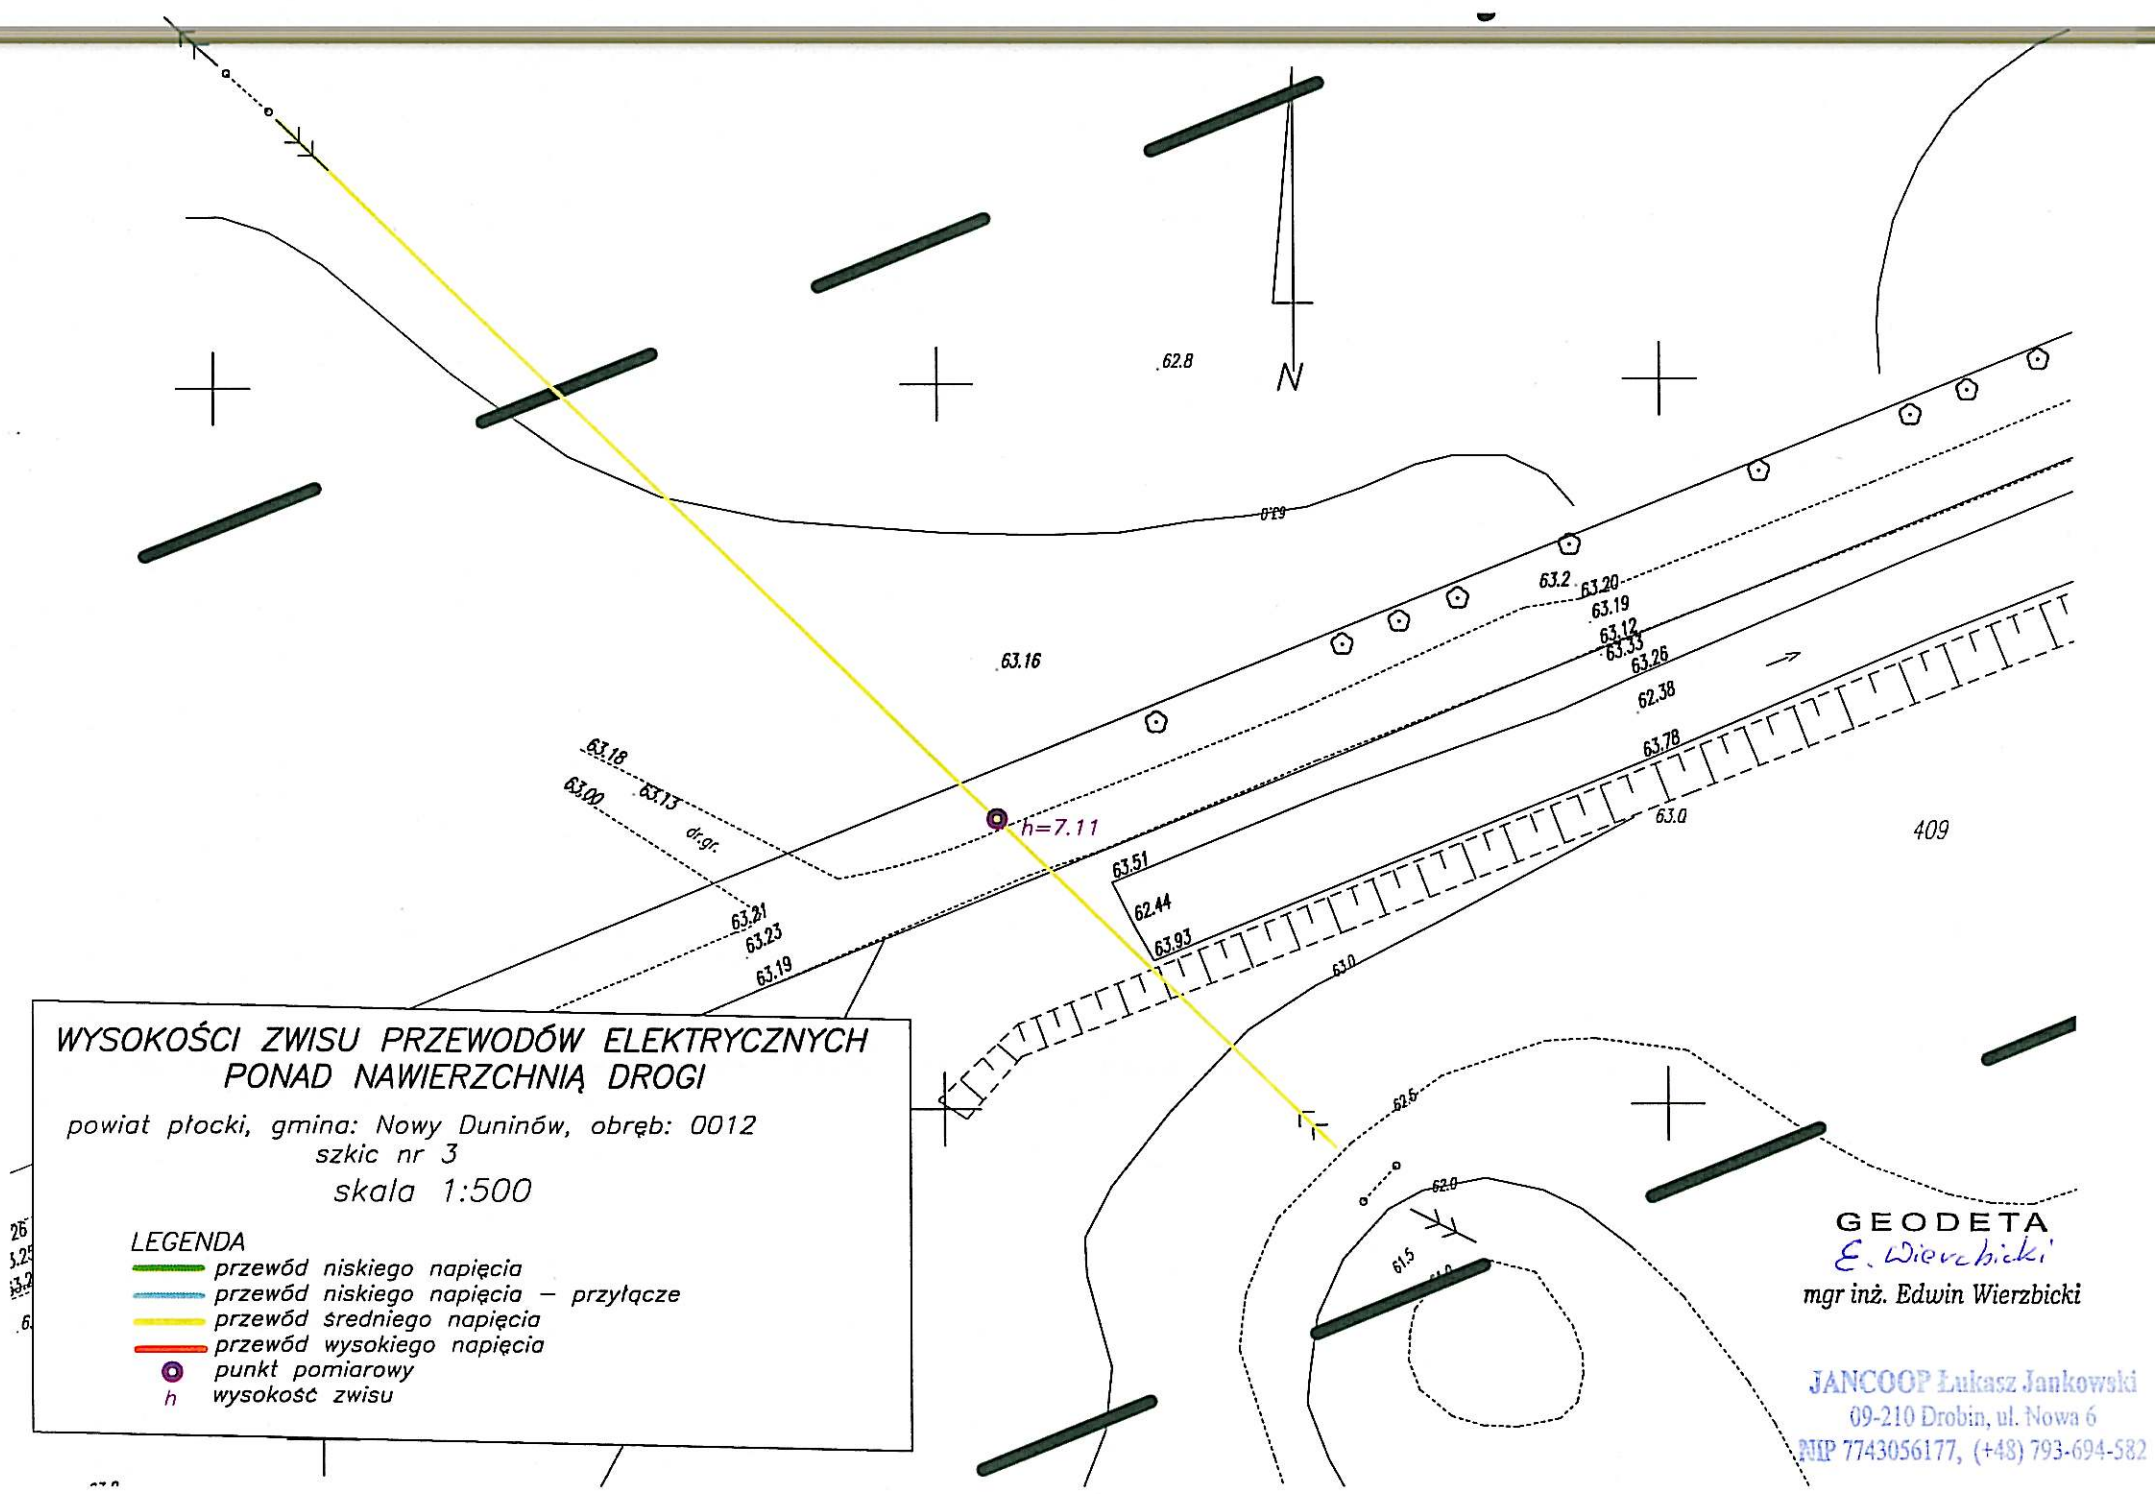 62.8
N
63.0
63.2
63.20
63.19
63.12
63.33
63.26
62.38
63.16
63.78
63.18
63.13
63.00
dr.gr.
h=7.11
63.51
62.44
63.93
63.0
409
63.21
63.23
63.19
63.0
62.5
62.0
61.5
WYSOKOŚCI ZWISU PRZEWODÓW ELEKTRYCZNYCH
PONAD NAWIERZCHNIĄ DROGI
powiat płocki, gmina: Nowy Duninów, obręb: 0012
szkic nr 3
skala 1:500
LEGENDA
przewód niskiego napięcia
przewód niskiego napięcia – przyłącze
przewód średniego napięcia
przewód wysokiego napięcia
punkt pomiarowy
h wysokość zwisu
GEODETA
E. Wierzbicki
mgr inż. Edwin Wierzbicki
JANCOOP Łukasz Jankowski
09-210 Drobin, ul. Nowa 6
NIP 7743056177, (+48) 793-694-582